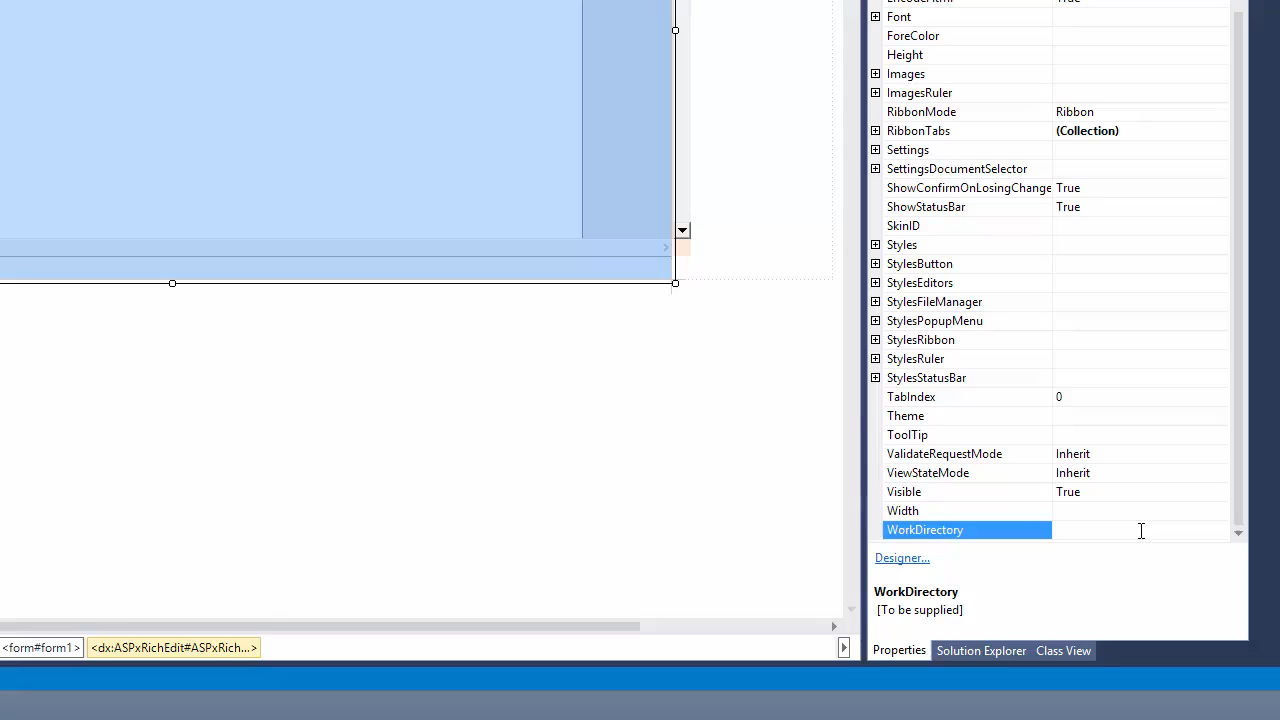 Font
ForeColor
Height
Images
ImagesRuler
RibbonMode Ribbon
RibbonTabs (Collection)
Settings
SettingsDocumentSelector
ShowConfirmOnLosingChange True
ShowStatusBar True
SkinID
Styles
StylesButton
StylesEditors
StylesFileManager
StylesPopupMenu
StylesRibbon
StylesRuler
StylesStatusBar
TabIndex 0
Theme
ToolTip
ValidateRequestMode Inherit
ViewStateMode Inherit
Visible True
Width
WorkDirectory
Designer...
WorkDirectory
[To be supplied]
<form#form1> <dx:ASPxRichEdit#ASPxRich...>
Properties Solution Explorer Class View